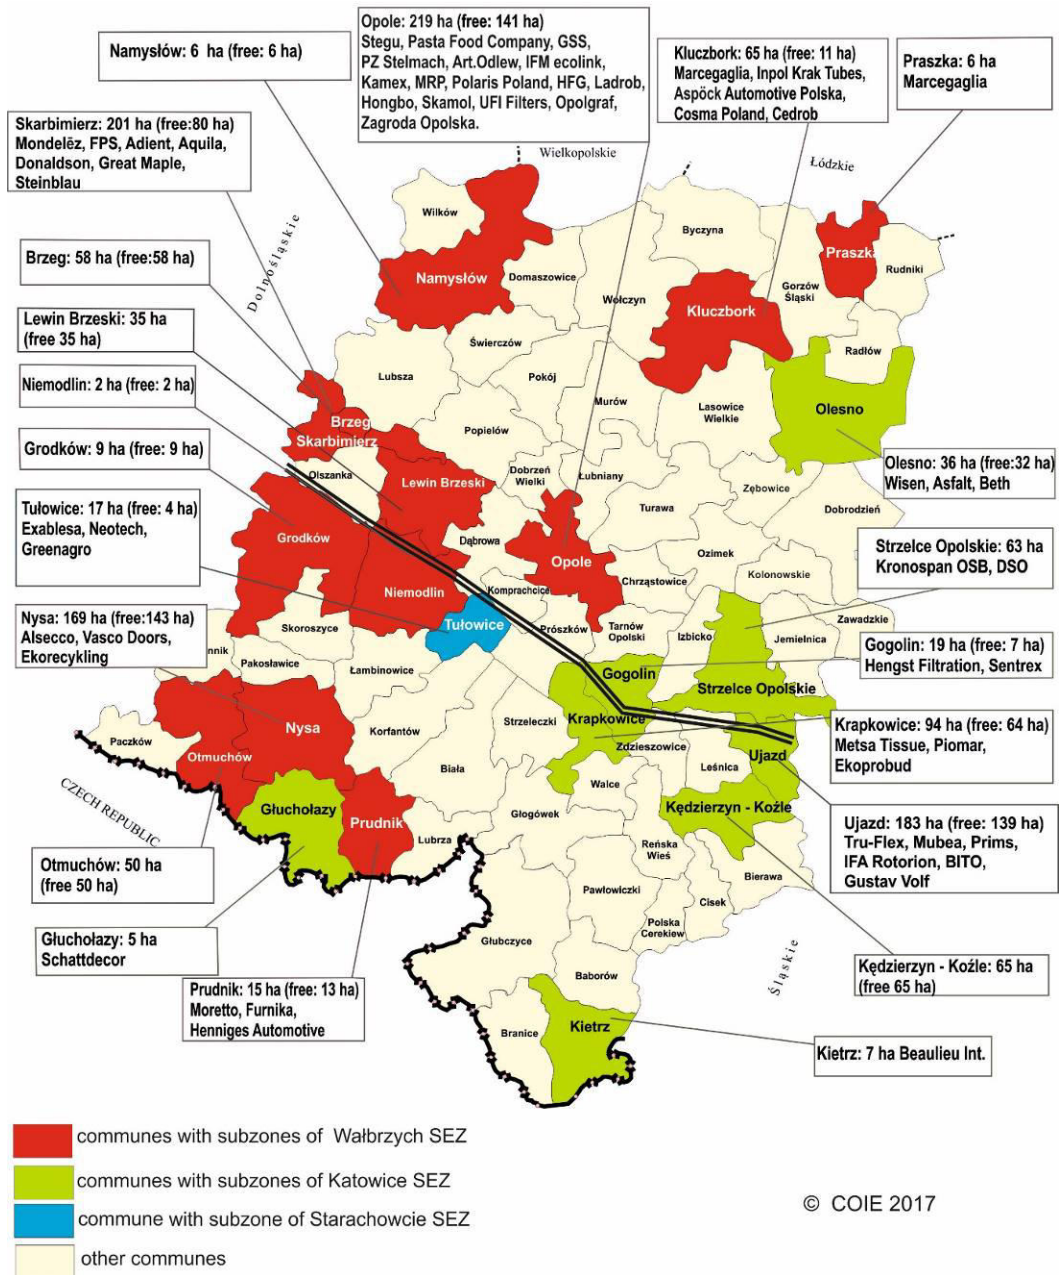 Namysłów: 6 ha (free: 6 ha)
Opole: 219 ha (free: 141 ha)
Stegu, Pasta Food Company, GSS,
PZ Stelmach, Art.Odlew, IFM ecolink,
Kamex, MRP, Polaris Poland, HFG, Ladrob,
Hongbo, Skamol, UFI Filters, Opolgraf,
Zagroda Opolska.
Kluczbork: 65 ha (free: 11 ha)
Marcegaglia, Inpol Krak Tubes,
Aspöck Automotive Polska,
Cosma Poland, Cedrob
Praszka: 6 ha
Marcegaglia
Skarbimierz: 201 ha (free:80 ha)
Mondelēz, FPS, Adient, Aquila,
Donaldson, Great Maple,
Steinblau
Brzeg: 58 ha (free:58 ha)
Lewin Brzeski: 35 ha
(free 35 ha)
Niemodlin: 2 ha (free: 2 ha)
Grodków: 9 ha (free: 9 ha)
Tułowice: 17 ha (free: 4 ha)
Exablesa, Neotech,
Greenagro
Nysa: 169 ha (free:143 ha)
Alsecco, Vasco Doors,
Ekorecykling
Otmuchów: 50 ha
(free 50 ha)
Głuchołazy: 5 ha
Schattdecor
Prudnik: 15 ha (free: 13 ha)
Moretto, Furnika,
Henniges Automotive
Olesno: 36 ha (free:32 ha)
Wisen, Asfalt, Beth
Strzelce Opolskie: 63 ha
Kronospan OSB, DSO
Gogolin: 19 ha (free: 7 ha)
Hengst Filtration, Sentrex
Krapkowice: 94 ha (free: 64 ha)
Metsa Tissue, Piomar,
Ekoprobud
Ujazd: 183 ha (free: 139 ha)
Tru-Flex, Mubea, Prims,
IFA Rotorion, BITO,
Gustav Volf
Kędzierzyn - Koźle: 65 ha
(free 65 ha)
Kietrz: 7 ha Beaulieu Int.
Wielkopolskie
Łódzkie
Dolnośląskie
CZECH REPUBLIC
Śląskie
Wilków
Namysłów
Domaszowice
Byczyna
Wołczyn
Kluczbork
Gorzów
Śląski
Praszka
Rudniki
Radłów
Olesno
Świerczów
Lubsza
Pokój
Murów
Lasowice
Wielkie
Brzeg
Skarbimierz
Popielów
Olszanka
Lewin Brzeski
Dobrzeń
Wielki
Łubniany
Zębowice
Dobrodzień
Turawa
Grodków
Dąbrowa
Opole
Ozimek
Niemodlin
Komprachcice
Chrząstowice
Kolonowskie
Tułowice
Prószków
Tarnów
Opolski
Izbicko
Jemielnica
Zawadzkie
Skoroszyce
nnik
Pakosławice
Łambinowice
Gogolin
Strzelce Opolskie
Nysa
Korfantów
Strzeleczki
Krapkowice
Zdzieszowice
Ujazd
Paczków
Otmuchów
Biała
Leśnica
Walce
Głuchołazy
Prudnik
Głogówek
Kędzierzyn - Koźle
Lubrza
Reńska
Wieś
Bierawa
Pawłowiczki
Cisek
Polska
Cerekiew
Głubczyce
Baborów
Branice
Kietrz
communes with subzones of Wałbrzych SEZ
communes with subzones of Katowice SEZ
commune with subzone of Starachowcie SEZ
other communes
© COIE 2017